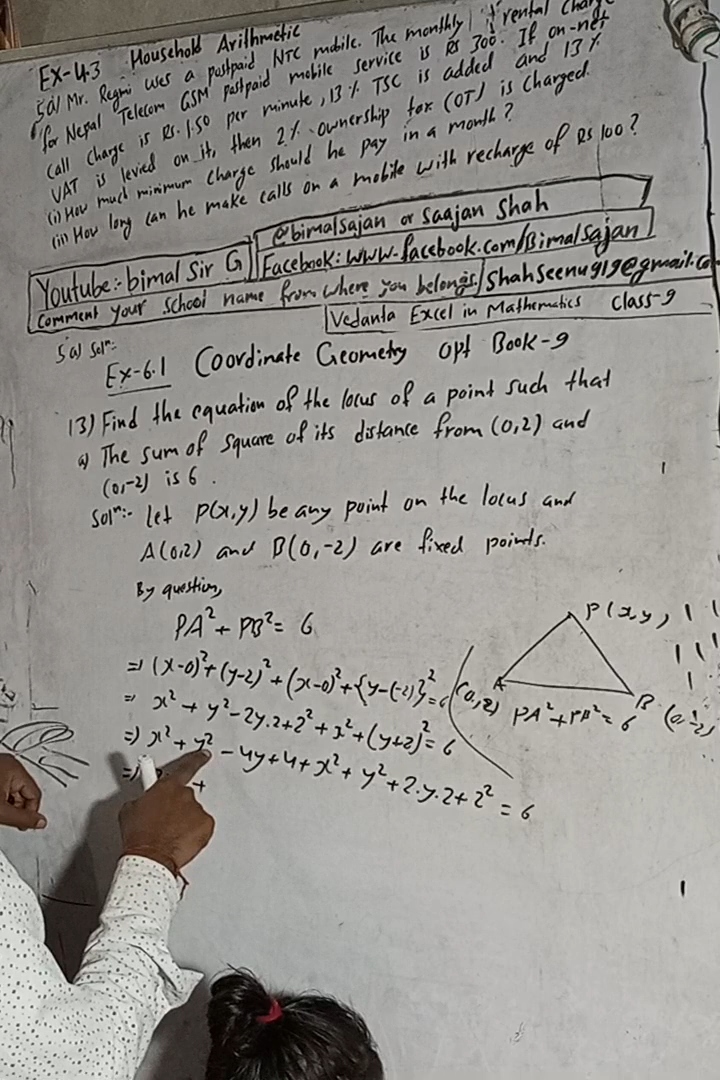 Ex-4.3 Household Arithmetic
5a) Mr. Regmi uses a postpaid NTC mobile. The monthly rental charge
for Nepal Telecom GSM postpaid mobile service is Rs 300. If on-net
call charge is Rs. 1.50 per minute, 13% TSC is added and 13%
VAT is levied on it, then 2% ownership tax (OT) is charged.
(i) How much minimum charge should he pay in a month?
(ii) How long can he make calls on a mobile with recharge of Rs 100?
@bimalsajan or Saajan Shah
Youtube:- bimal Sir G
Facebook: www.facebook.com/Bimalsajan
Comment your school name from where you belongs.
Shahseenu919@gmail.co
Vedanta Excel in Mathematics Class-9
5a) Solⁿ:-
Ex-6.1 Coordinate Geometry opt Book-9
13) Find the equation of the locus of a point such that
a) The sum of square of its distance from (0,2) and
(0,-2) is 6.
Solⁿ:- let P(x,y) be any point on the locus and
A(0,2) and B(0,-2) are fixed points.
By question,
PA²+PB²= 6
⇒ (x-0)²+(y-2)²+(x-0)²+{y-(-2)}²=6
⇒ x²+y²-2y.2+2²+x²+(y+2)²=6
⇒ x²+y²-4y+4+x²+y²+2.y.2+2²=6
⇒ +
P(x,y)
A
(0,2)
B
PA²+PB²=6